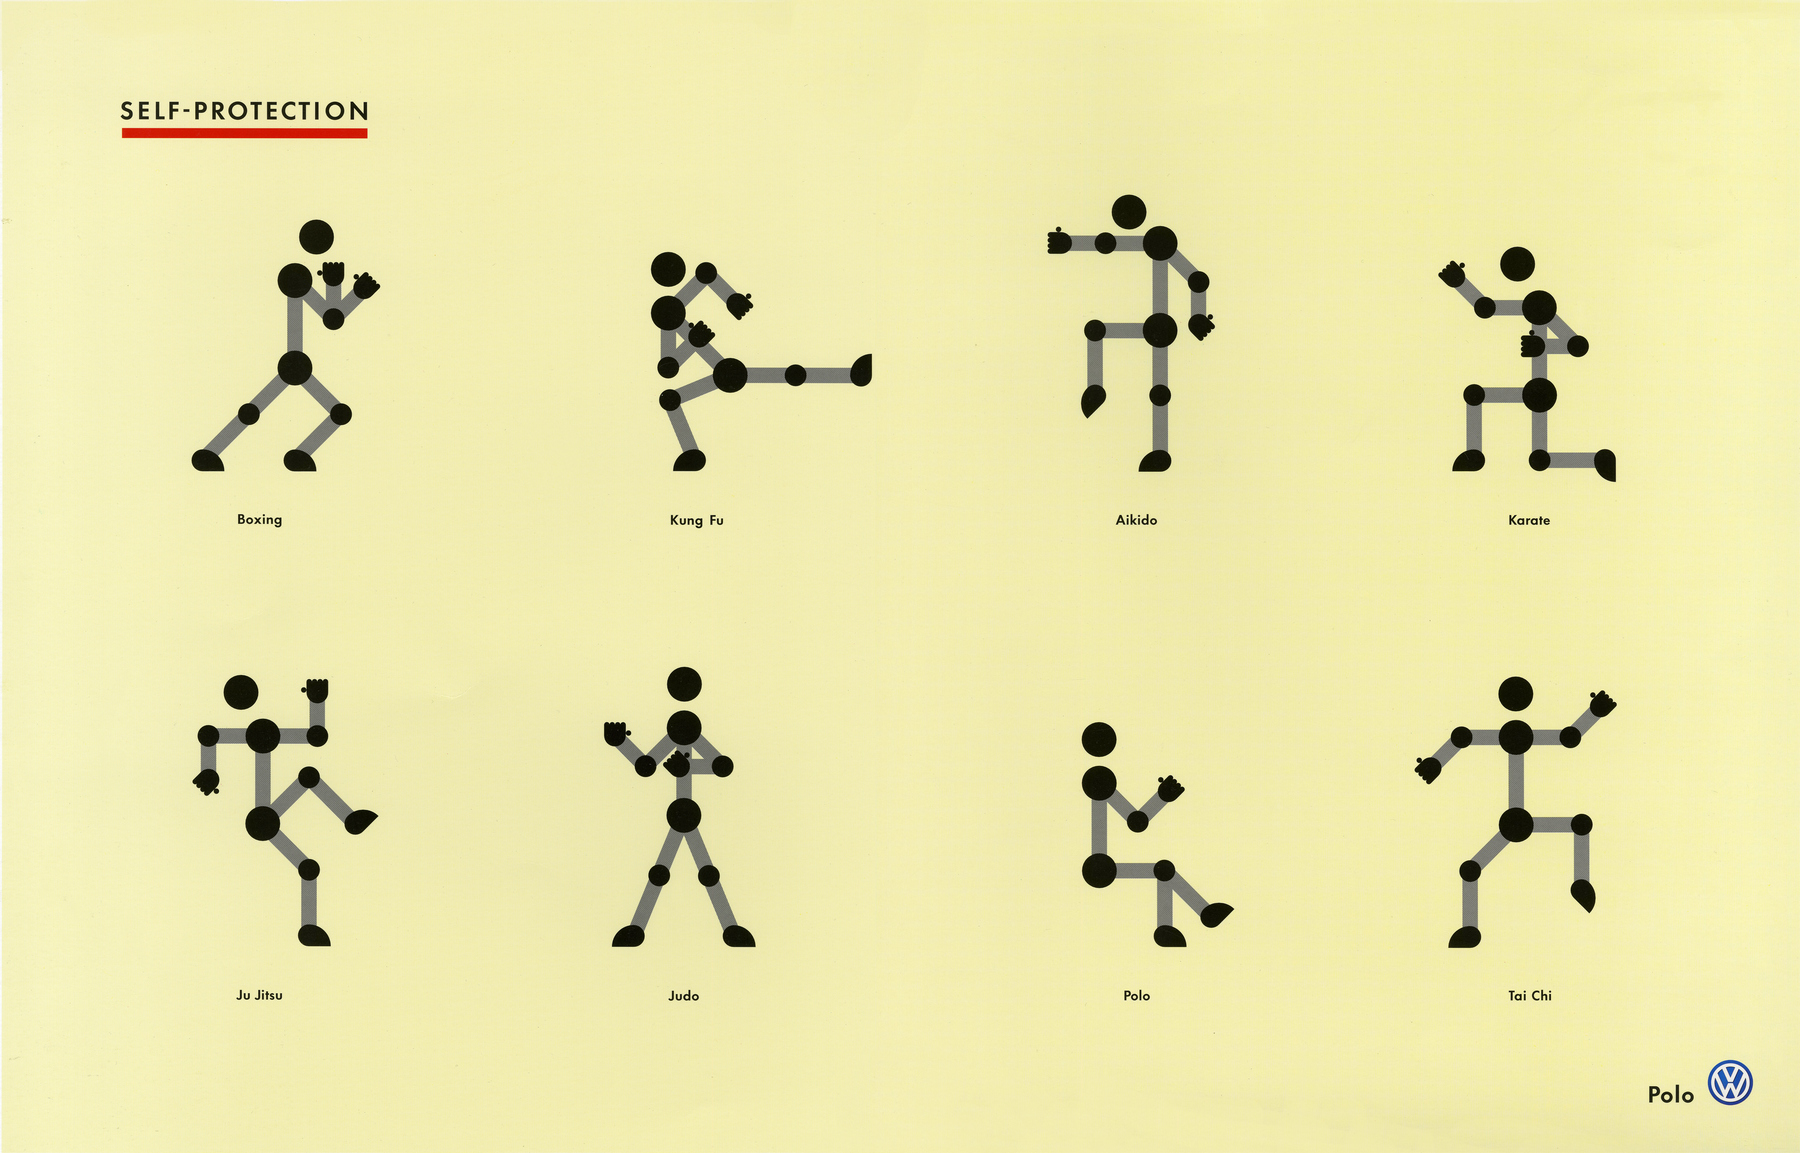 SELF-PROTECTION
Boxing
Kung Fu
Aikido
Karate
Ju Jitsu
Judo
Polo
Tai Chi
Polo